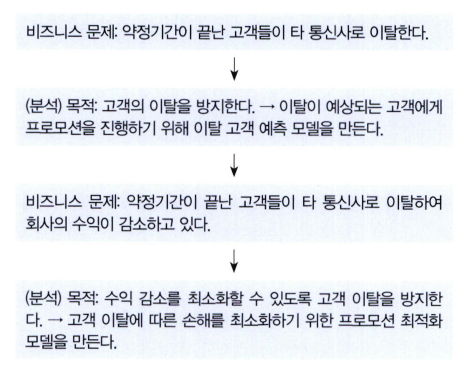 비즈니스 문제: 약정기간이 끝난 고객들이 타 통신사로 이탈한다.
(분석) 목적: 고객의 이탈을 방지한다. → 이탈이 예상되는 고객에게
프로모션을 진행하기 위해 이탈 고객 예측 모델을 만든다.
비즈니스 문제: 약정기간이 끝난 고객들이 타 통신사로 이탈하여
회사의 수익이 감소하고 있다.
(분석) 목적: 수익 감소를 최소화할 수 있도록 고객 이탈을 방지한
다. → 고객 이탈에 따른 손해를 최소화하기 위한 프로모션 최적화
모델을 만든다.